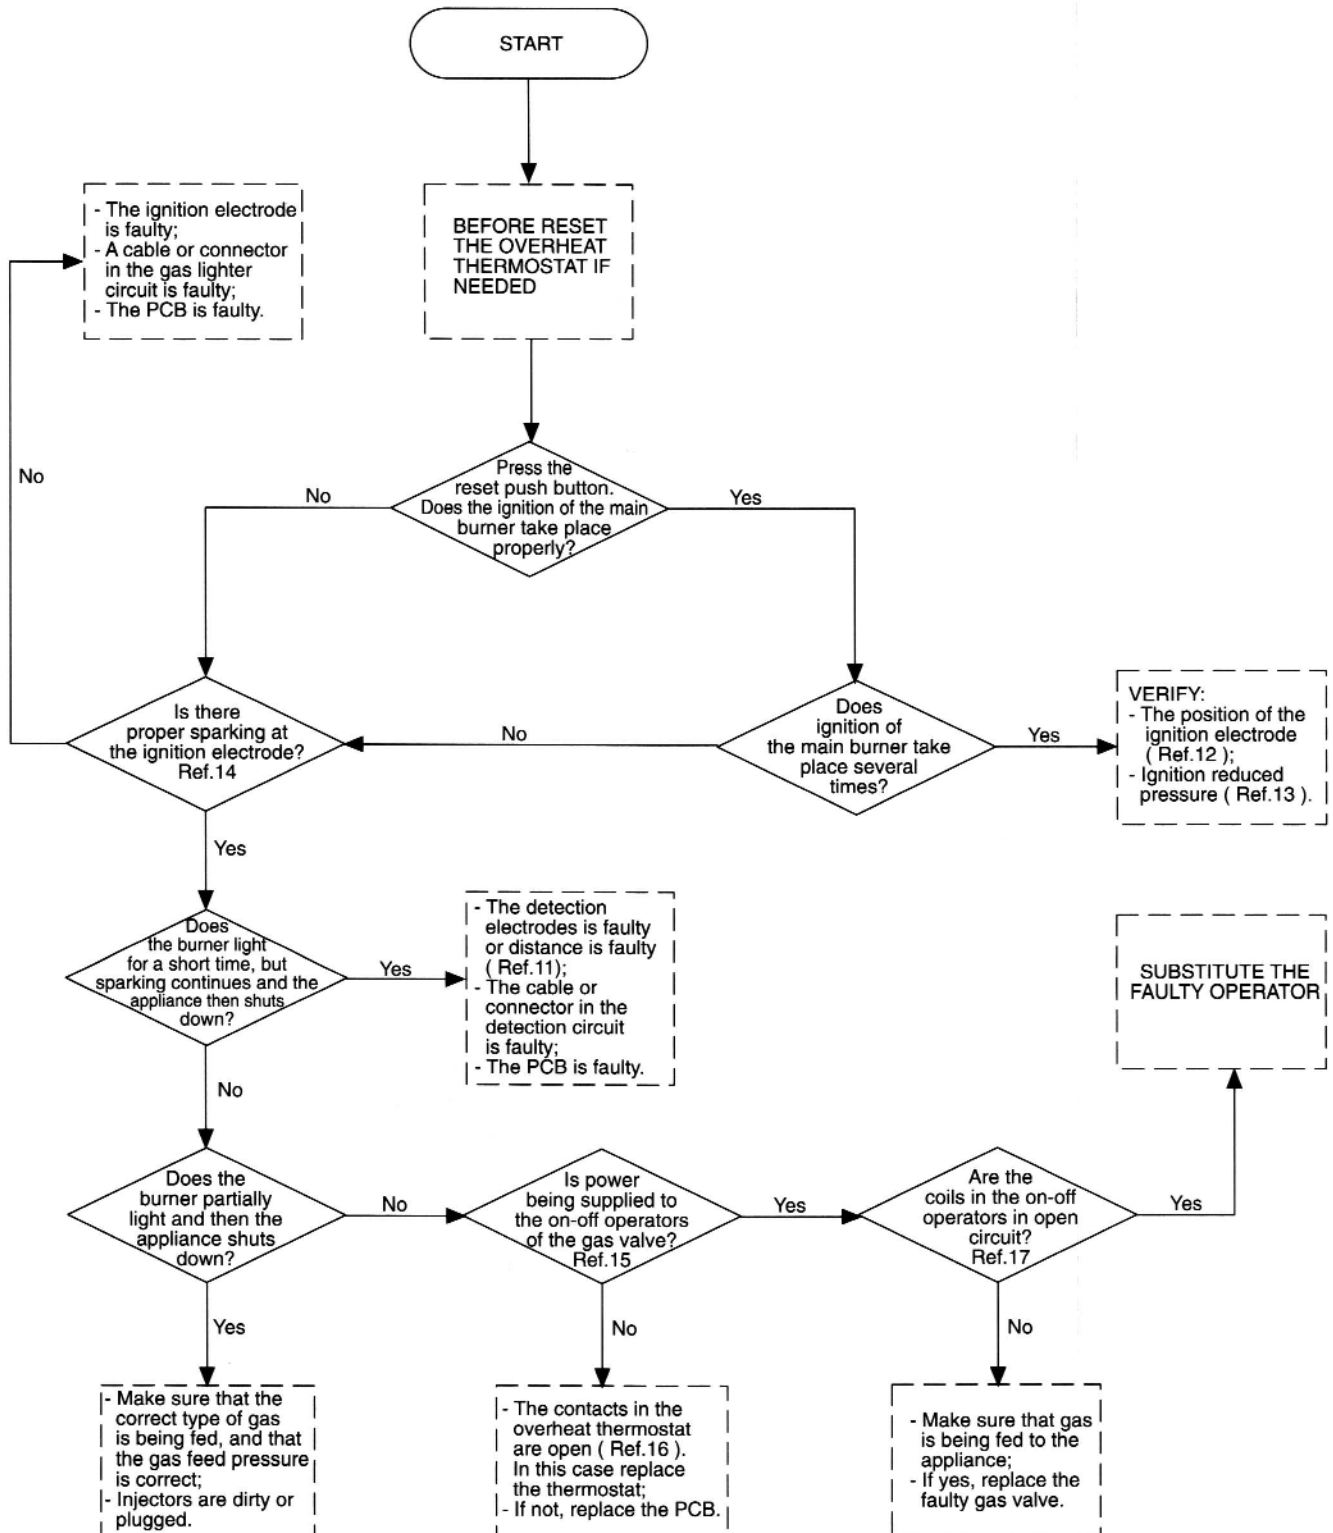 START
- The ignition electrode
is faulty;
- A cable or connector
in the gas lighter
circuit is faulty;
- The PCB is faulty.
BEFORE RESET
THE OVERHEAT
THERMOSTAT IF
NEEDED
No
Press the
reset push button.
Does the ignition of the main
burner take place
properly?
No
Yes
Is there
proper sparking at
the ignition electrode?
Ref.14
No
Does
ignition of
the main burner take
place several
times?
Yes
VERIFY:
- The position of the
ignition electrode
( Ref.12 );
- Ignition reduced
pressure ( Ref.13 ).
Yes
Does
the burner light
for a short time, but
sparking continues and the
appliance then shuts
down?
Yes
- The detection
electrodes is faulty
or distance is faulty
( Ref.11);
- The cable or
connector in the
detection circuit
is faulty;
- The PCB is faulty.
SUBSTITUTE THE
FAULTY OPERATOR
No
Does the
burner partially
light and then the
appliance shuts
down?
No
Is power
being supplied to
the on-off operators
of the gas valve?
Ref.15
Yes
Are the
coils in the on-off
operators in open
circuit?
Ref.17
Yes
Yes
No
No
- Make sure that the
correct type of gas
is being fed, and that
the gas feed pressure
is correct;
- Injectors are dirty or
plugged.
- The contacts in the
overheat thermostat
are open ( Ref.16 ).
In this case replace
the thermostat;
- If not, replace the PCB.
- Make sure that gas
is being fed to the
appliance;
- If yes, replace the
faulty gas valve.